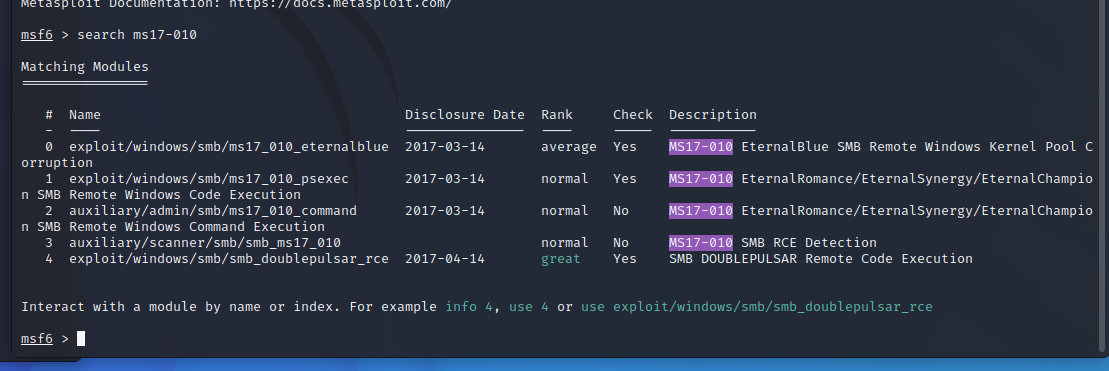 Metasploit Documentation: https://docs.metasploit.com/
msf6 > search ms17-010
Matching Modules
================
# Name Disclosure Date Rank Check Description
- ---- --------------- ---- ----- -----------
0 exploit/windows/smb/ms17_010_eternalblue 2017-03-14 average Yes MS17-010 EternalBlue SMB Remote Windows Kernel Pool C
orruption
1 exploit/windows/smb/ms17_010_psexec 2017-03-14 normal Yes MS17-010 EternalRomance/EternalSynergy/EternalChampio
n SMB Remote Windows Code Execution
2 auxiliary/admin/smb/ms17_010_command 2017-03-14 normal No MS17-010 EternalRomance/EternalSynergy/EternalChampio
n SMB Remote Windows Command Execution
3 auxiliary/scanner/smb/smb_ms17_010 normal No MS17-010 SMB RCE Detection
4 exploit/windows/smb/smb_doublepulsar_rce 2017-04-14 great Yes SMB DOUBLEPULSAR Remote Code Execution
Interact with a module by name or index. For example info 4, use 4 or use exploit/windows/smb/smb_doublepulsar_rce
msf6 >